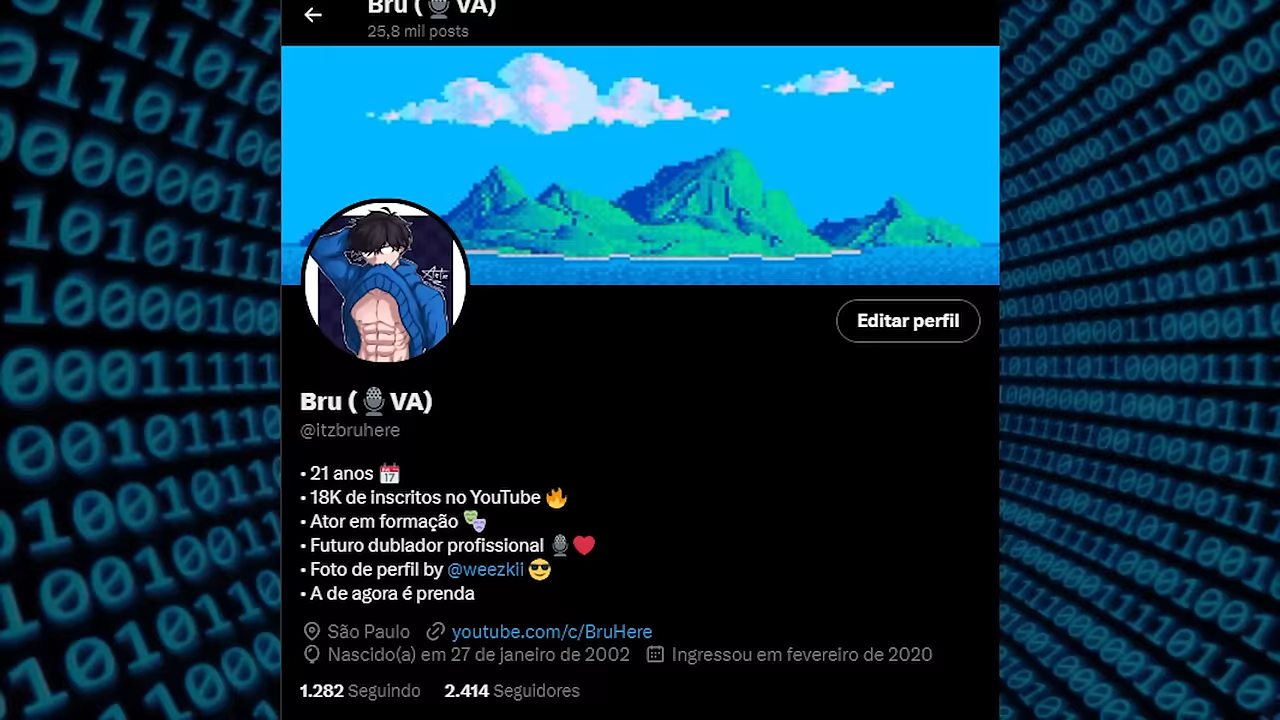 Bru (🎙VA)
25,8 mil posts
Editar perfil
Bru (🎙VA)
@itzbruhere
• 21 anos 📅
• 18K de inscritos no YouTube 🔥
• Ator em formação 🎭
• Futuro dublador profissional 🎙❤️
• Foto de perfil by @weezkii 😎
• A de agora é prenda
São Paulo youtube.com/c/BruHere
Nascido(a) em 27 de janeiro de 2002 Ingressou em fevereiro de 2020
1.282 Seguindo 2.414 Seguidores